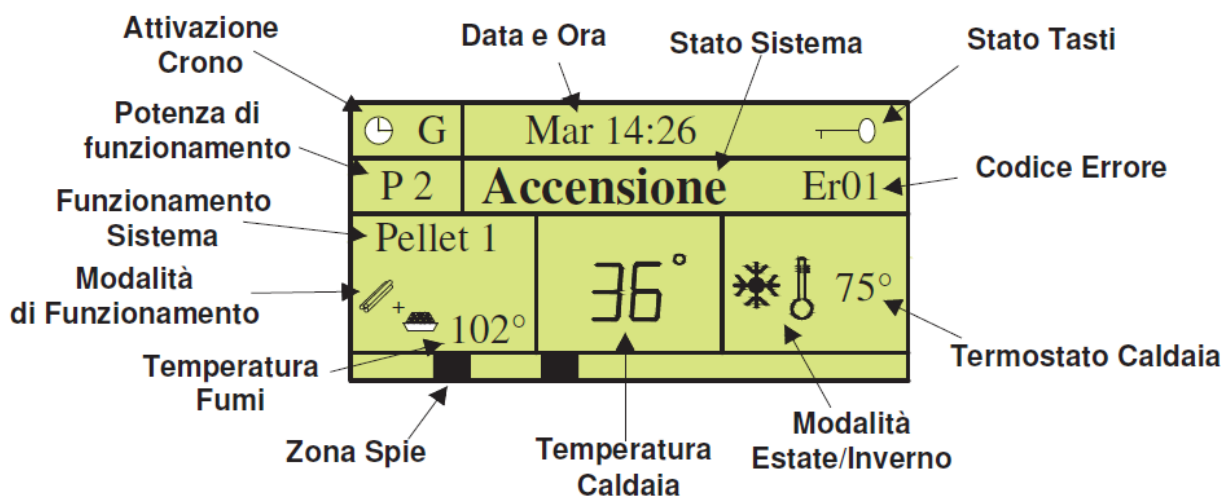 Attivazione
Crono
Data e Ora
Stato Sistema
Stato Tasti
Potenza di
funzionamento
Funzionamento
Sistema
Modalità
di Funzionamento
Temperatura
Fumi
Zona Spie
G
Mar 14:26
P 2
Accensione
Er01
Pellet 1
+
102°
36°
75°
Codice Errore
Termostato Caldaia
Modalità
Estate/Inverno
Temperatura
Caldaia